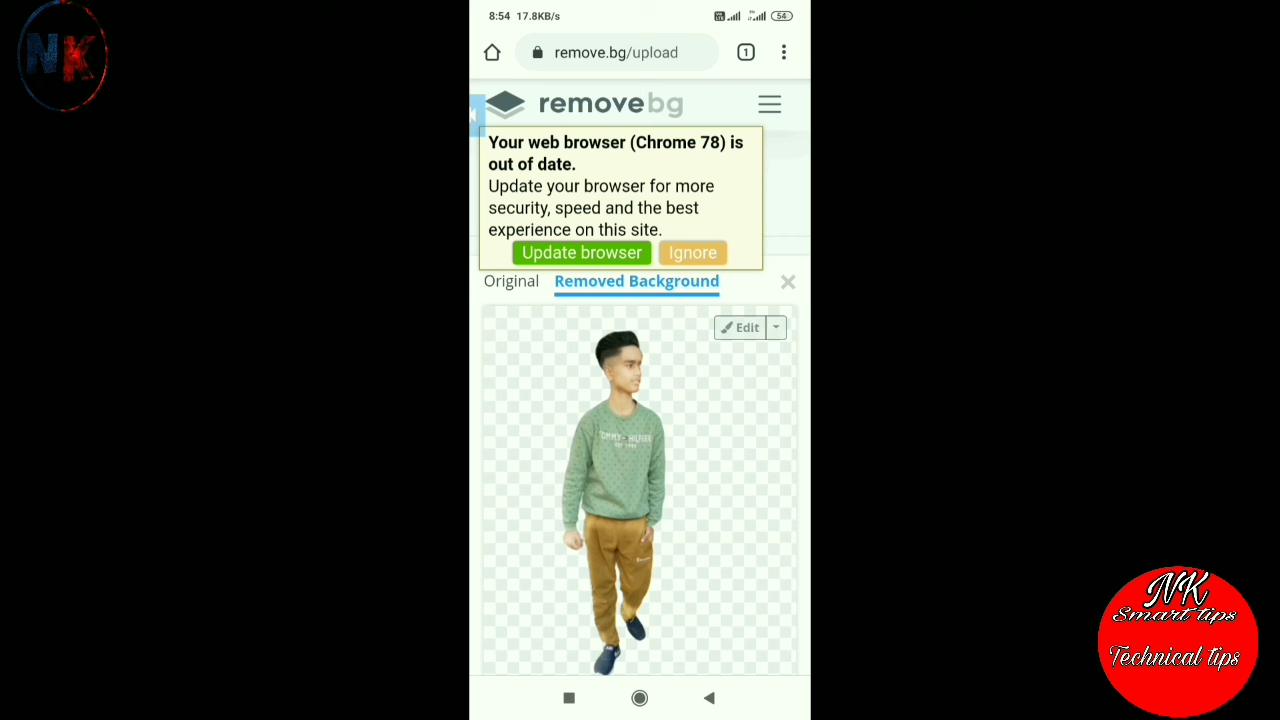 NK
8:54 17.8KB/s
54
remove.bg/upload
1
removebg
Your web browser (Chrome 78) is
out of date.
Update your browser for more
security, speed and the best
experience on this site.
Update browser
Ignore
Original
Removed Background
Edit
NK
Smart tips
Technical tips